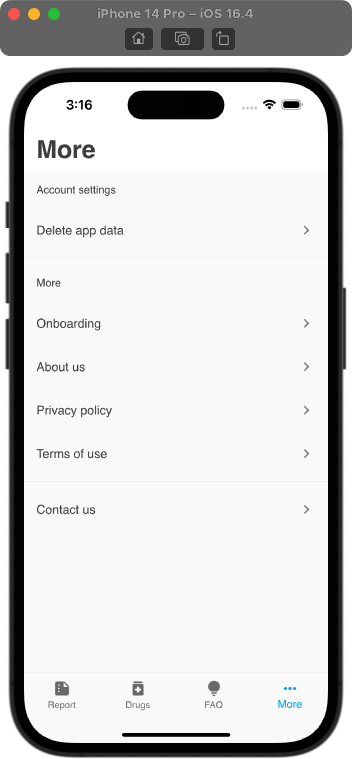 iPhone 14 Pro – iOS 16.4
3:16
More
Account settings
Delete app data
More
Onboarding
About us
Privacy policy
Terms of use
Contact us
Report
Drugs
FAQ
More